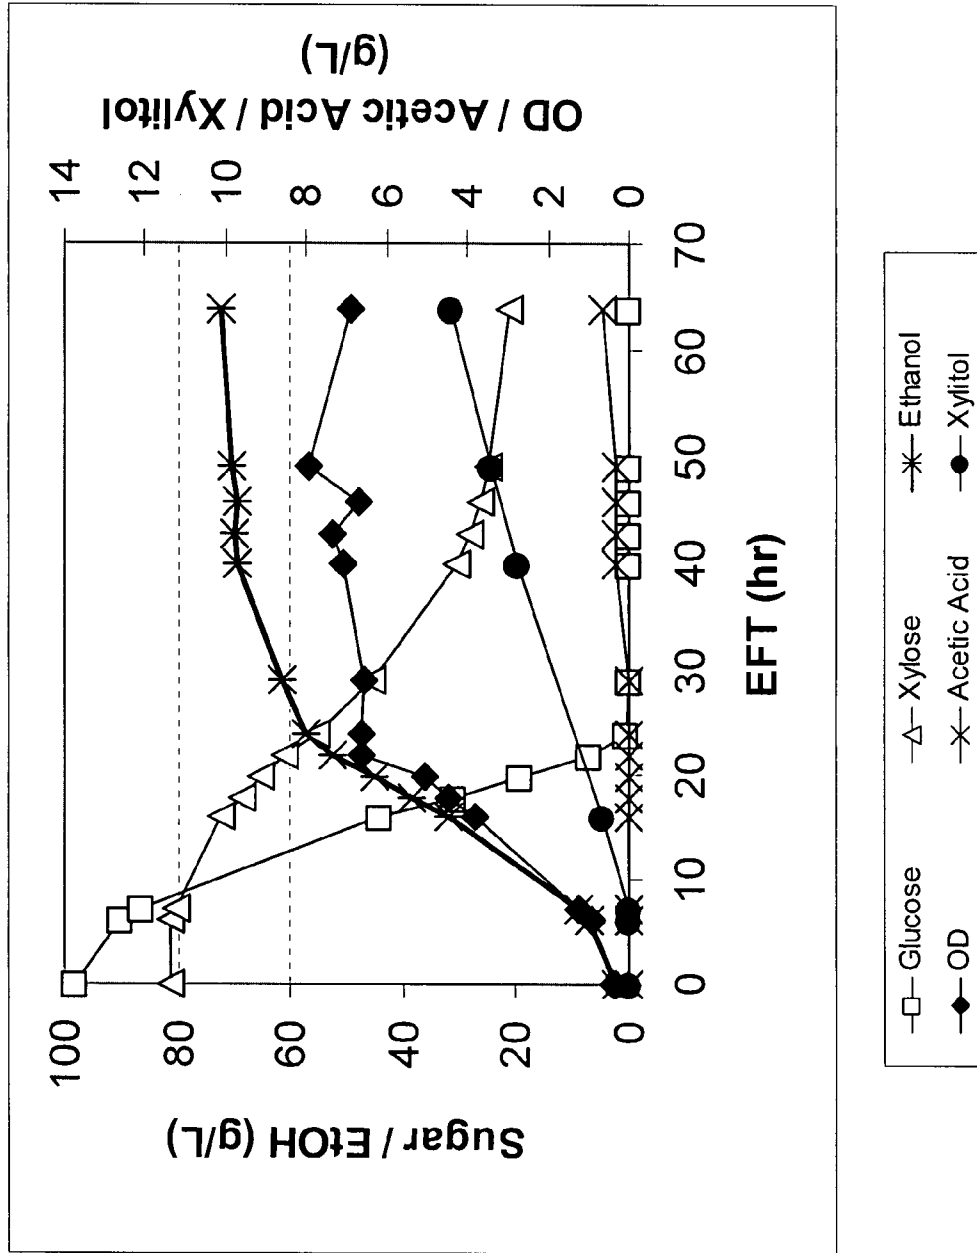 Sugar / EtOH (g/L)
100
80
60
40
20
0
OD / Acetic Acid / Xylitol
(g/L)
14
12
10
8
6
4
2
0
0
10
20
30
40
50
60
70
EFT (hr)
Glucose
Xylose
Ethanol
OD
Acetic Acid
Xylitol